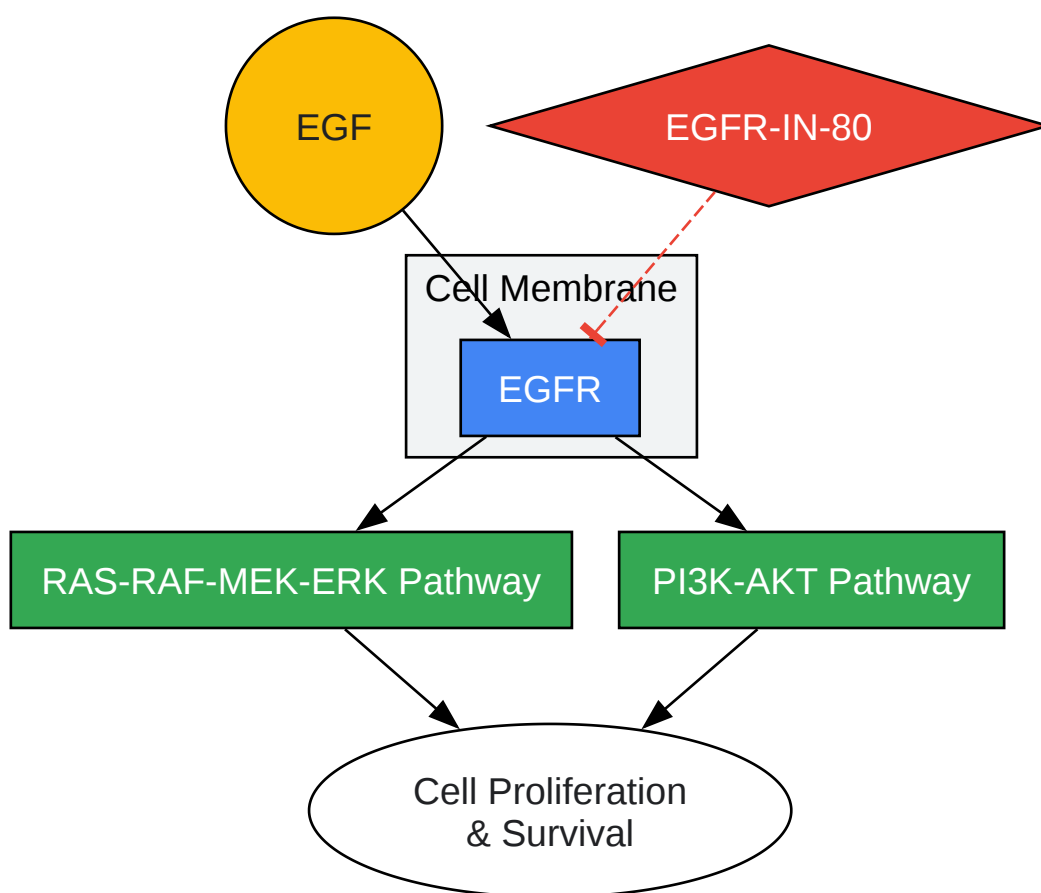 EGF
EGFR-IN-80
Cell Membrane
EGFR
RAS-RAF-MEK-ERK Pathway
PI3K-AKT Pathway
Cell Proliferation
& Survival